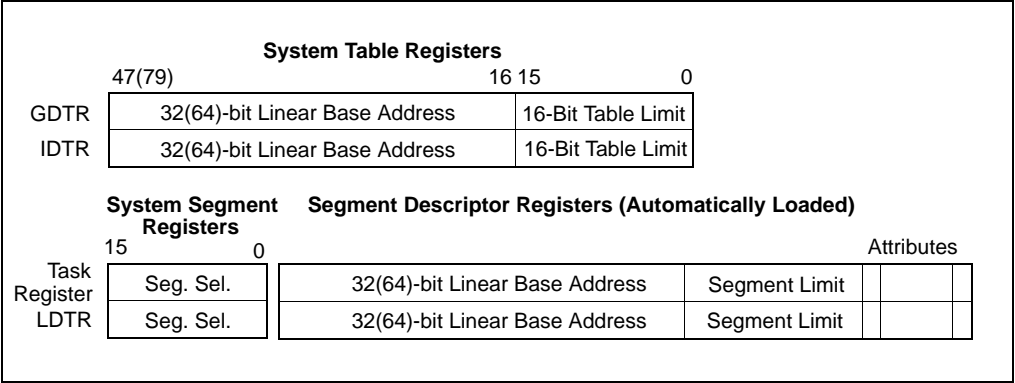 System Table Registers
47(79) 16 15 0
GDTR 32(64)-bit Linear Base Address 16-Bit Table Limit
IDTR 32(64)-bit Linear Base Address 16-Bit Table Limit
System Segment Registers Segment Descriptor Registers (Automatically Loaded)
15 0 Attributes
Task Register Seg. Sel. 32(64)-bit Linear Base Address Segment Limit
LDTR Seg. Sel. 32(64)-bit Linear Base Address Segment Limit